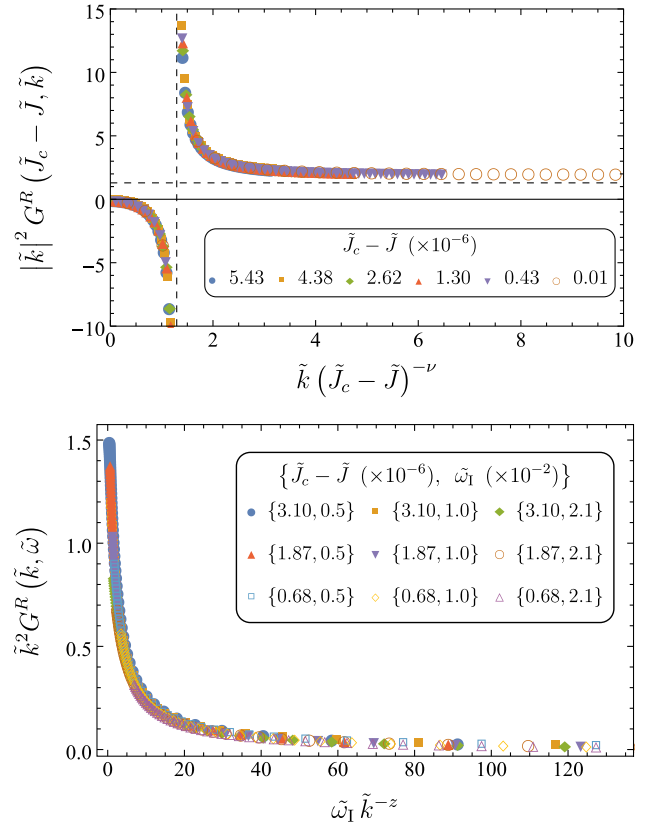 15
10
5
0
−5
−10
|k̃|² G^R (J̃_c − J̃, k̃)
J̃_c − J̃ (×10⁻⁶)
5.43 4.38 2.62 1.30 0.43 0.01
0 2 4 6 8 10
k̃ (J̃_c − J̃)^{−ν}
1.5
1.0
0.5
0.0
k̃² G^R (k̃, ω̃)
{J̃_c − J̃ (×10⁻⁶), ω̃_I (×10⁻²)}
{3.10, 0.5} {3.10, 1.0} {3.10, 2.1}
{1.87, 0.5} {1.87, 1.0} {1.87, 2.1}
{0.68, 0.5} {0.68, 1.0} {0.68, 2.1}
0 20 40 60 80 100 120
ω̃_I k̃^{−z}